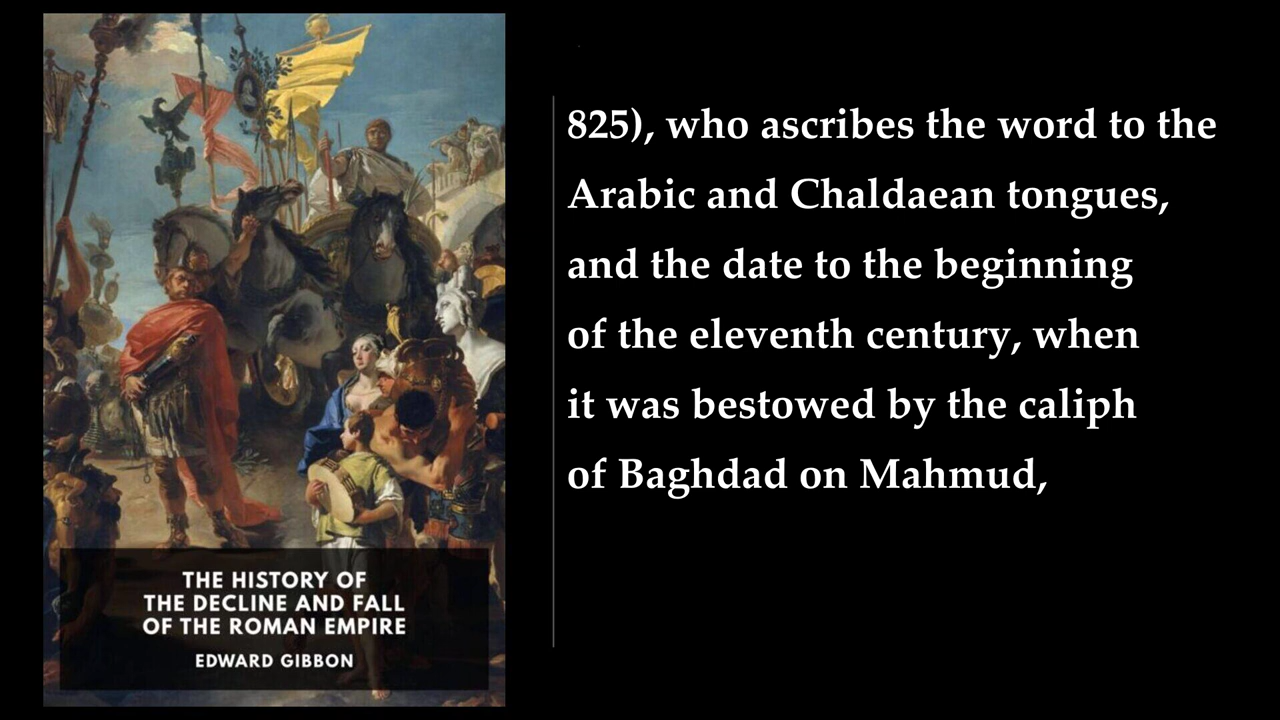 THE HISTORY OF
THE DECLINE AND FALL
OF THE ROMAN EMPIRE
EDWARD GIBBON
825), who ascribes the word to the
Arabic and Chaldaean tongues,
and the date to the beginning
of the eleventh century, when
it was bestowed by the caliph
of Baghdad on Mahmud,